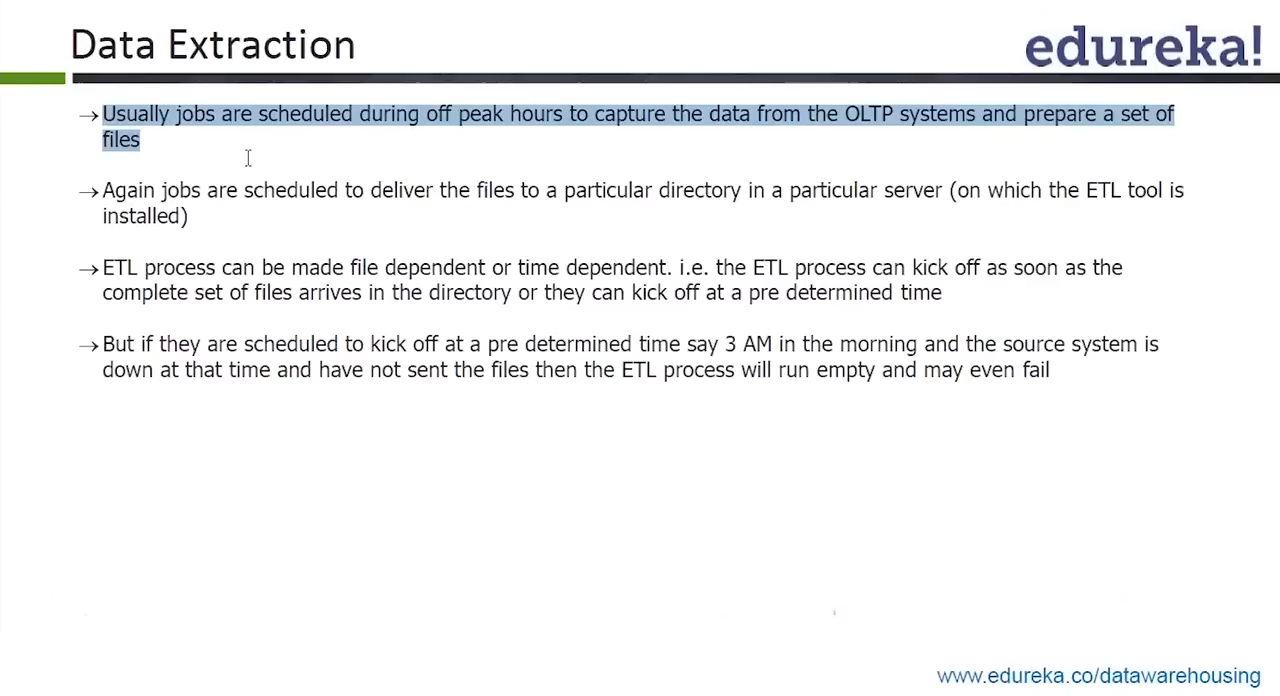 Data Extraction
edureka!
→Usually jobs are scheduled during off peak hours to capture the data from the OLTP systems and prepare a set of
files
→Again jobs are scheduled to deliver the files to a particular directory in a particular server (on which the ETL tool is
installed)
→ETL process can be made file dependent or time dependent. i.e. the ETL process can kick off as soon as the
complete set of files arrives in the directory or they can kick off at a pre determined time
→But if they are scheduled to kick off at a pre determined time say 3 AM in the morning and the source system is
down at that time and have not sent the files then the ETL process will run empty and may even fail
www.edureka.co/datawarehousing